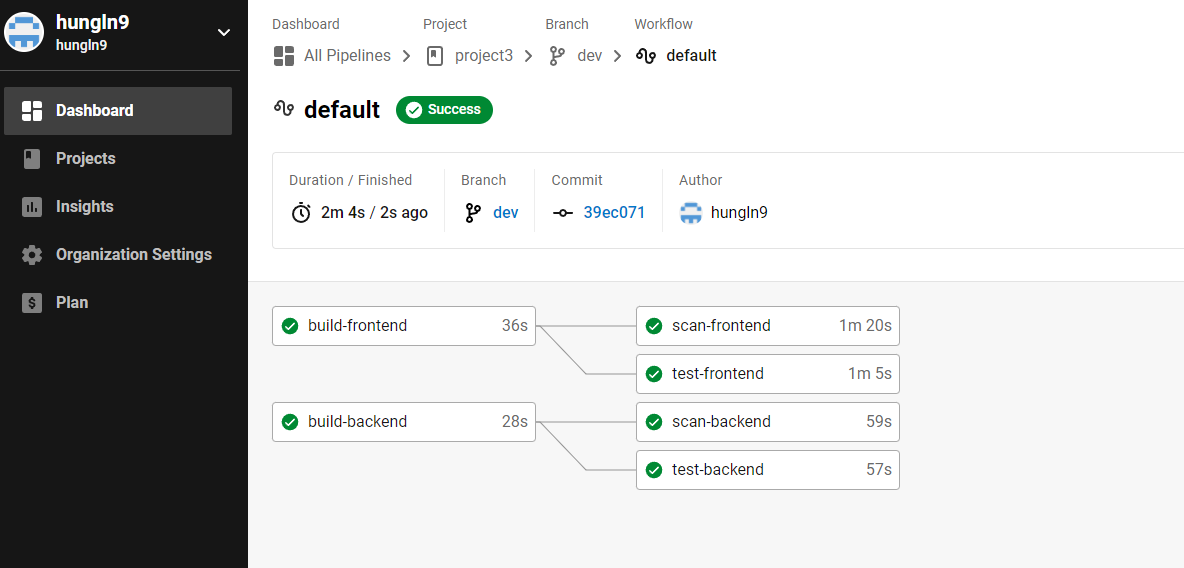 hungln9
hungln9
Dashboard
Projects
Insights
Organization Settings
Plan
Dashboard Project Branch Workflow
All Pipelines project3 dev default
default Success
Duration / Finished Branch Commit Author
2m 4s / 2s ago dev 39ec071 hungln9
build-frontend 36s scan-frontend 1m 20s
test-frontend 1m 5s
build-backend 28s scan-backend 59s
test-backend 57s